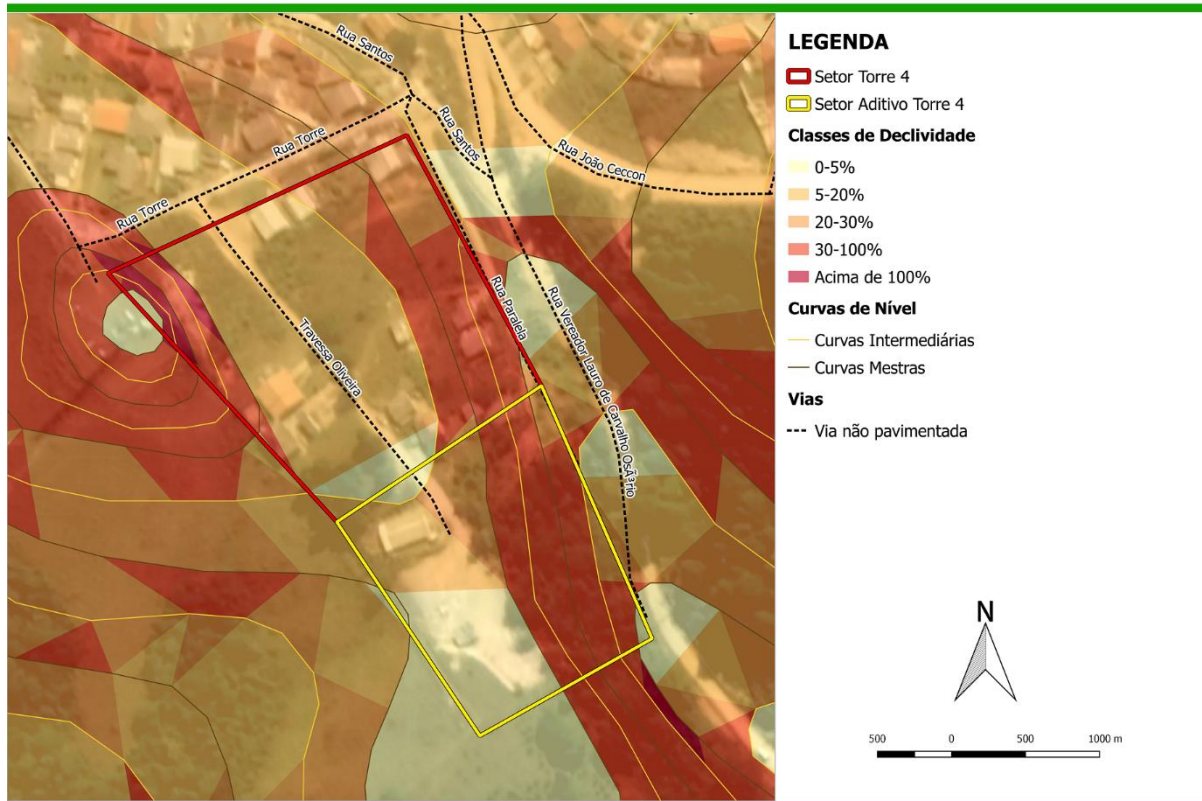 Rua Santos
Rua Torre
Rua Santos
Rua João Ceccon
Rua Torre
Rua Paralela
Travessa Oliveira
Rua Vereador Lauro de Carvalho OsÃ³rio
LEGENDA
Setor Torre 4
Setor Aditivo Torre 4
Classes de Declividade
0-5%
5-20%
20-30%
30-100%
Acima de 100%
Curvas de Nível
Curvas Intermediárias
Curvas Mestras
Vias
Via não pavimentada
N
500 0 500 1000 m